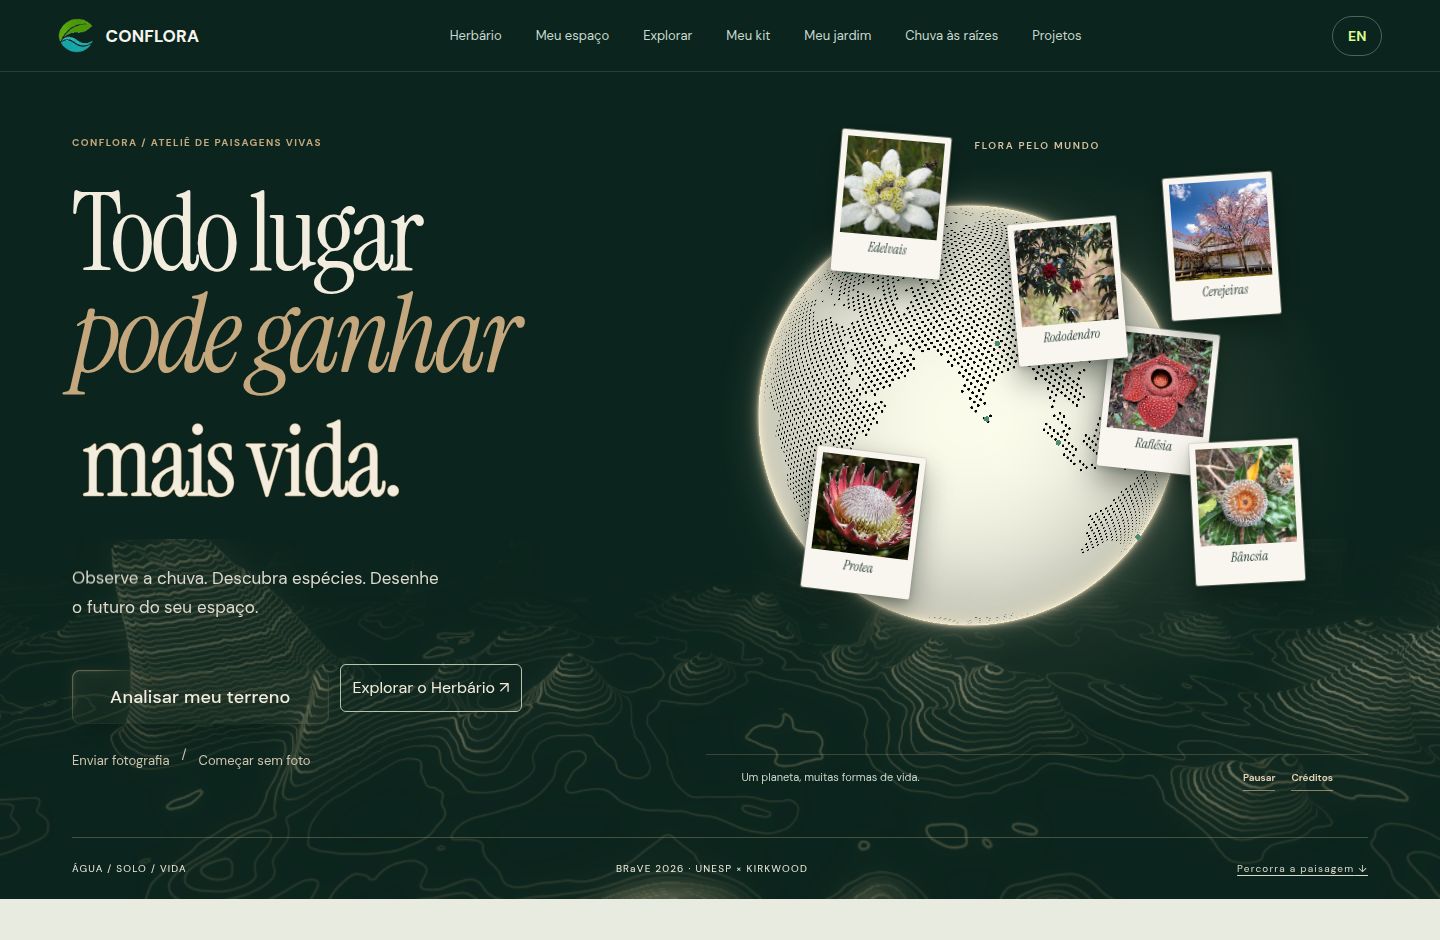 CONFLORA
Herbário
Meu espaço
Explorar
Meu kit
Meu jardim
Chuva às raízes
Projetos
EN
CONFLORA / ATELIÊ DE PAISAGENS VIVAS
Todo lugar
pode ganhar
mais vida.
Observe a chuva. Descubra espécies. Desenhe
o futuro do seu espaço.
Analisar meu terreno
Explorar o Herbário ↗
Enviar fotografia / Começar sem foto
FLORA PELO MUNDO
Edelvais
Cerejeiras
Rododendro
Raflésia
Protea
Bâncsia
Um planeta, muitas formas de vida.
Pausar
Créditos
ÁGUA / SOLO / VIDA
BRaVE 2026 · UNESP × KIRKWOOD
Percorra a paisagem ↓